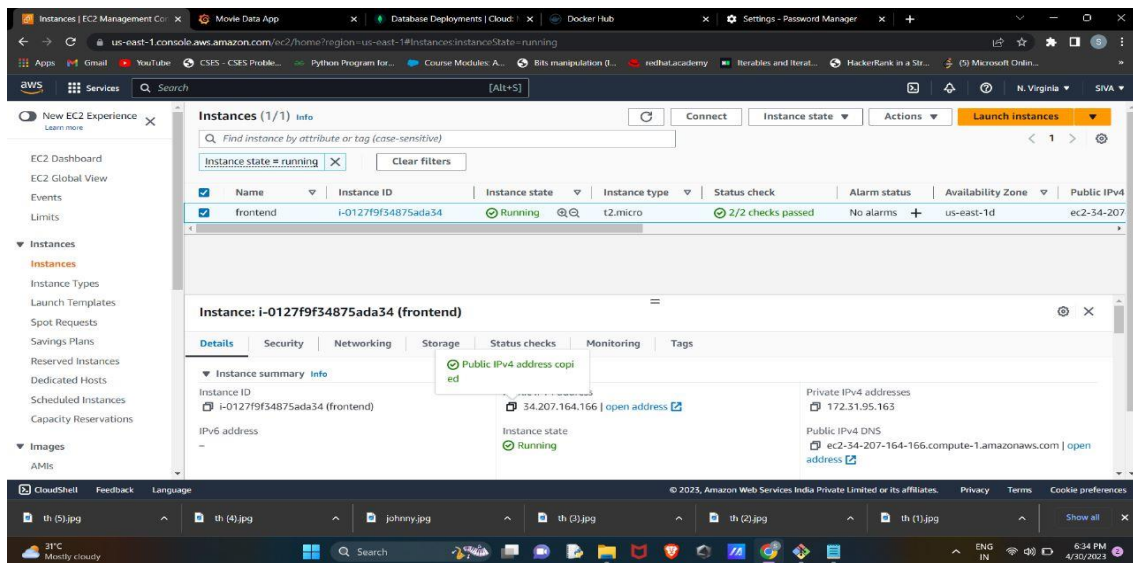 Instances | EC2 Management Cor
Movie Data App
Database Deployments | Cloud:
Docker Hub
Settings - Password Manager
us-east-1.console.aws.amazon.com/ec2/home?region=us-east-1#Instances:instanceState=running
Apps Gmail YouTube CSES - CSES Proble... Python Program for... Course Modules: A... Bits manipulation (I... redhat.academy Iterables and Iterat... HackerRank in a Str... (5) Microsoft Onlin... »
aws Services Search [Alt+S] N. Virginia SIVA
New EC2 Experience
Learn more
EC2 Dashboard
EC2 Global View
Events
Limits
Instances
Instances
Instance Types
Launch Templates
Spot Requests
Savings Plans
Reserved Instances
Dedicated Hosts
Scheduled Instances
Capacity Reservations
Images
AMIs
Instances (1/1) Info
Connect Instance state Actions Launch instances
Find instance by attribute or tag (case-sensitive)
1
Instance state = running Clear filters
Name Instance ID Instance state Instance type Status check Alarm status Availability Zone Public IPv4
frontend i-0127f9f34875ada34 Running t2.micro 2/2 checks passed No alarms us-east-1d ec2-34-207
Instance: i-0127f9f34875ada34 (frontend)
Details Security Networking Storage Status checks Monitoring Tags
Public IPv4 address copi
ed
Instance summary Info
Instance ID
i-0127f9f34875ada34 (frontend)
34.207.164.166 | open address
Private IPv4 addresses
172.31.95.163
IPv6 address
–
Instance state
Running
Public IPv4 DNS
ec2-34-207-164-166.compute-1.amazonaws.com | open
address
CloudShell Feedback Language © 2023, Amazon Web Services India Private Limited or its affiliates. Privacy Terms Cookie preferences
th (5).jpg th (4).jpg johnny.jpg th (3).jpg th (2).jpg th (1).jpg Show all
31°C
Mostly cloudy
Search
ENG
IN
6:34 PM
4/30/2023